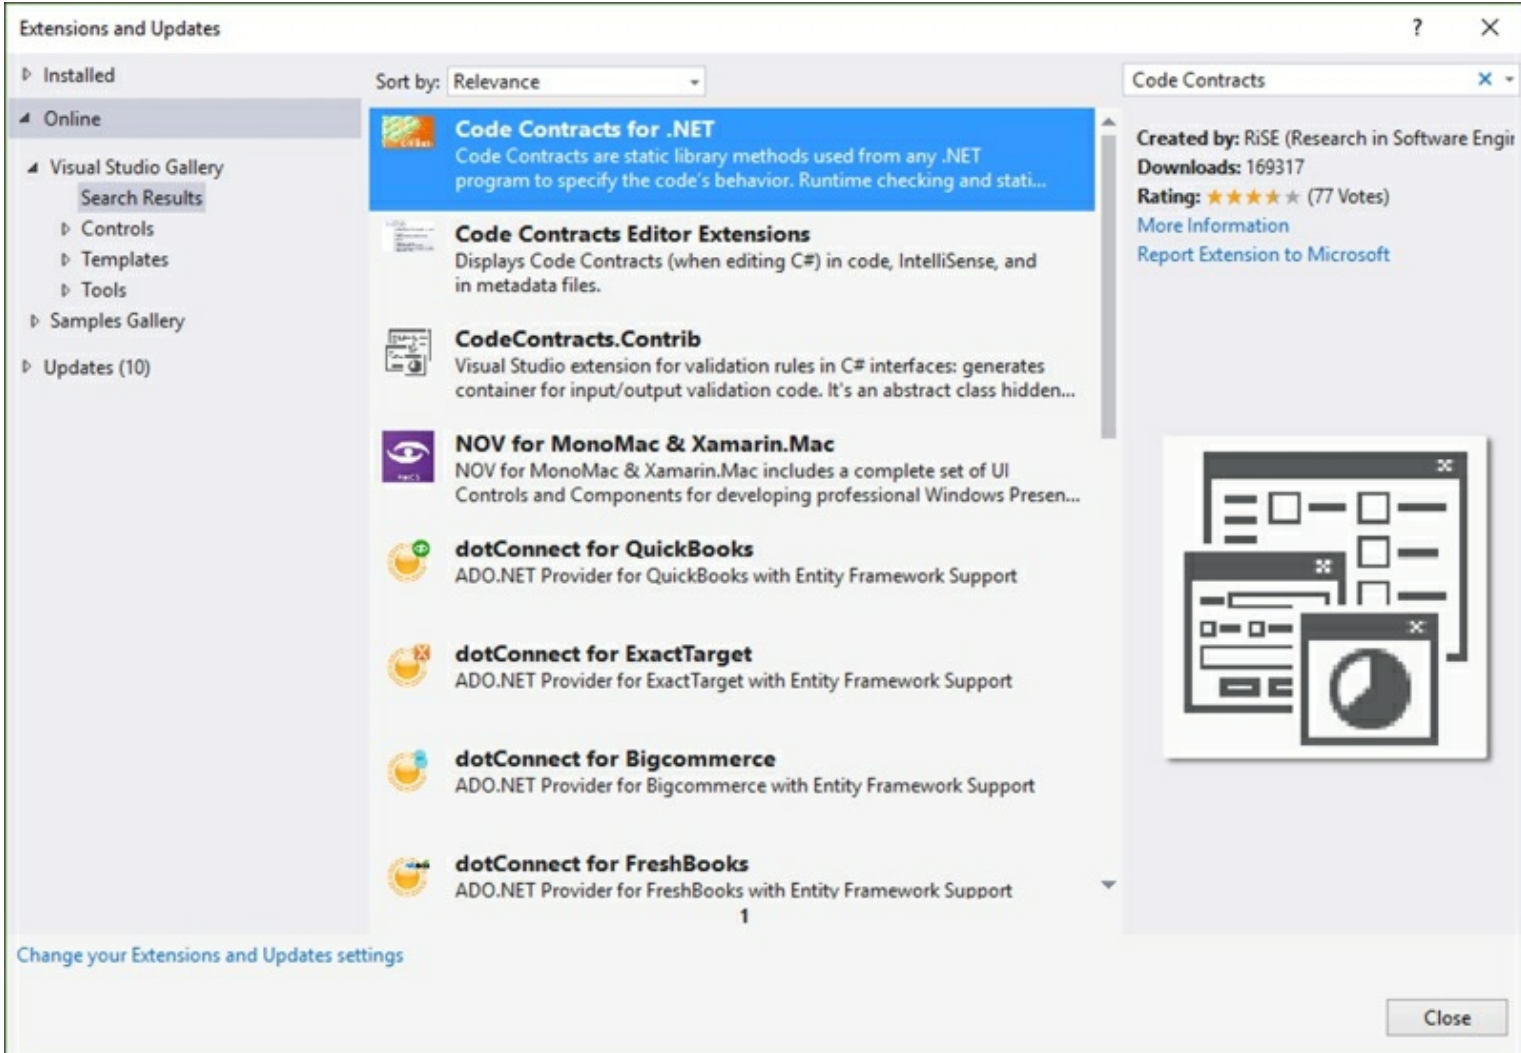 Extensions and Updates
?
Installed
Online
Visual Studio Gallery
Search Results
Controls
Templates
Tools
Samples Gallery
Updates (10)
Sort by: Relevance
Code Contracts for .NET
Code Contracts are static library methods used from any .NET
program to specify the code's behavior. Runtime checking and stati...
Code Contracts Editor Extensions
Displays Code Contracts (when editing C#) in code, IntelliSense, and
in metadata files.
CodeContracts.Contrib
Visual Studio extension for validation rules in C# interfaces: generates
container for input/output validation code. It's an abstract class hidden...
NOV for MonoMac & Xamarin.Mac
NOV for MonoMac & Xamarin.Mac includes a complete set of UI
Controls and Components for developing professional Windows Presen...
dotConnect for QuickBooks
ADO.NET Provider for QuickBooks with Entity Framework Support
dotConnect for ExactTarget
ADO.NET Provider for ExactTarget with Entity Framework Support
dotConnect for Bigcommerce
ADO.NET Provider for Bigcommerce with Entity Framework Support
dotConnect for FreshBooks
ADO.NET Provider for FreshBooks with Entity Framework Support
1
Code Contracts
Created by: RiSE (Research in Software Engin
Downloads: 169317
Rating: (77 Votes)
More Information
Report Extension to Microsoft
Change your Extensions and Updates settings
Close